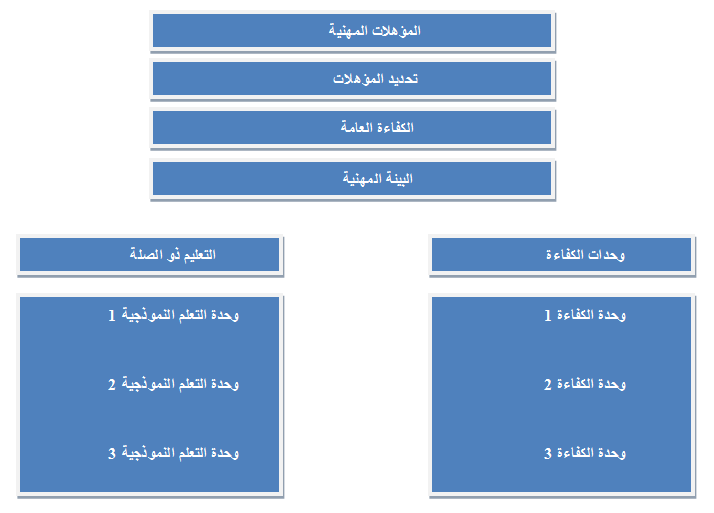 المؤهلات المهنية
تحديد المؤهلات
الكفاءة العامة
البيئة المهنية
وحدات الكفاءة
التعليم ذو الصلة
وحدة الكفاءة 1
وحدة الكفاءة 2
وحدة الكفاءة 3
وحدة التعلم النموذجية 1
وحدة التعلم النموذجية 2
وحدة التعلم النموذجية 3